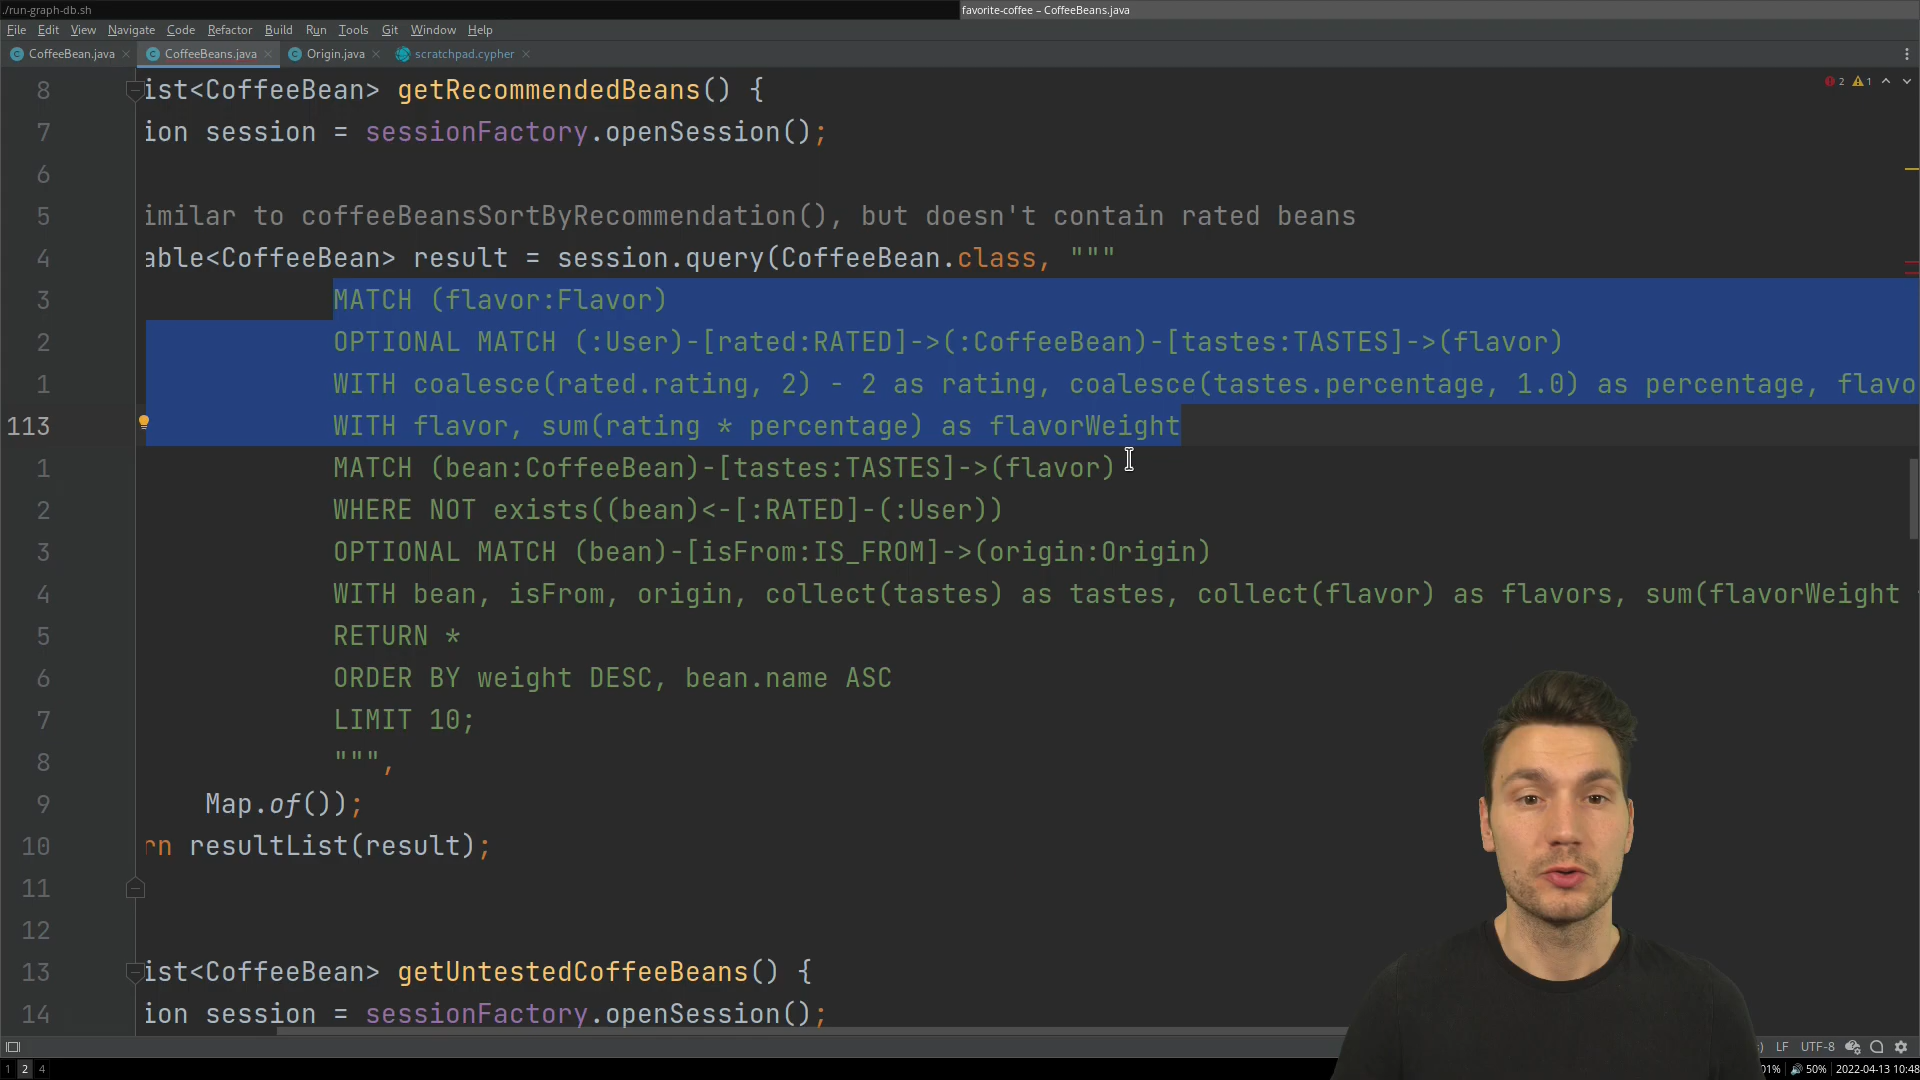 ./run-graph-db.sh
favorite-coffee – CoffeeBeans.java
File Edit View Navigate Code Refactor Build Run Tools Git Window Help
CoffeeBean.java CoffeeBeans.java Origin.java scratchpad.cypher
2 1
8 ist<CoffeeBean> getRecommendedBeans() {
7 ion session = sessionFactory.openSession();
6
5 imilar to coffeeBeansSortByRecommendation(), but doesn't contain rated beans
4 able<CoffeeBean> result = session.query(CoffeeBean.class, """
3 MATCH (flavor:Flavor)
2 OPTIONAL MATCH (:User)-[rated:RATED]->(:CoffeeBean)-[tastes:TASTES]->(flavor)
1 WITH coalesce(rated.rating, 2) - 2 as rating, coalesce(tastes.percentage, 1.0) as percentage, flavo
113 WITH flavor, sum(rating * percentage) as flavorWeight
1 MATCH (bean:CoffeeBean)-[tastes:TASTES]->(flavor)
2 WHERE NOT exists((bean)<-[:RATED]-(:User))
3 OPTIONAL MATCH (bean)-[isFrom:IS_FROM]->(origin:Origin)
4 WITH bean, isFrom, origin, collect(tastes) as tastes, collect(flavor) as flavors, sum(flavorWeight
5 RETURN *
6 ORDER BY weight DESC, bean.name ASC
7 LIMIT 10;
8 """,
9 Map.of());
10 rn resultList(result);
11
12
13 ist<CoffeeBean> getUntestedCoffeeBeans() {
14 ion session = sessionFactory.openSession();
LF UTF-8
1 2 4 01% 50% 2022-04-13 10:48